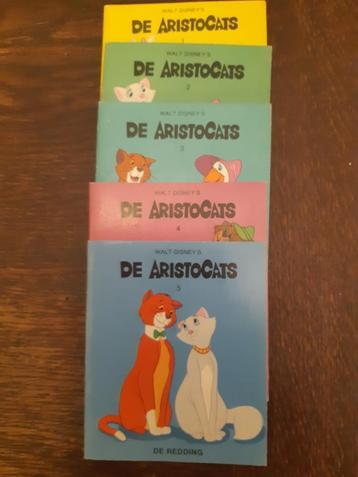 WALT DISNEY'S
DE ARISTOCATS
1
WALT DISNEY'S
DE ARISTOCATS
2
WALT DISNEY'S
DE ARISTOCATS
3
WALT DISNEY'S
DE ARISTOCATS
4
WALT DISNEY'S
DE ARISTOCATS
5
DE REDDING